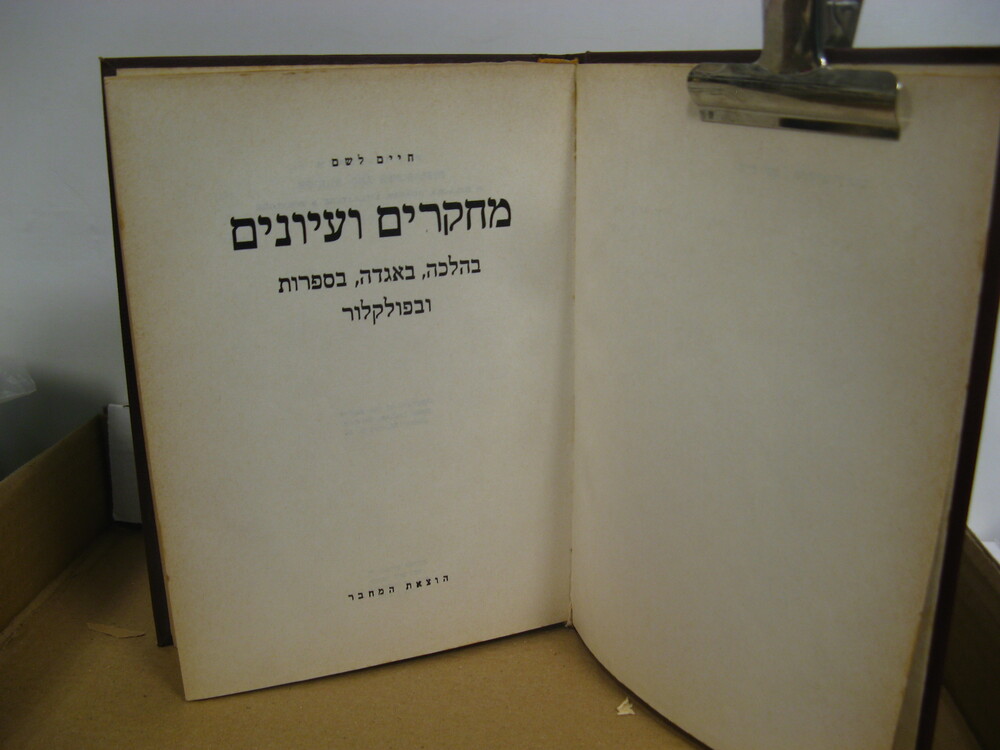 חיים לשם
מחקרים ועיונים
בהלכה, באגדה, בספרות
ובפולקלור
הוצאת המחבר